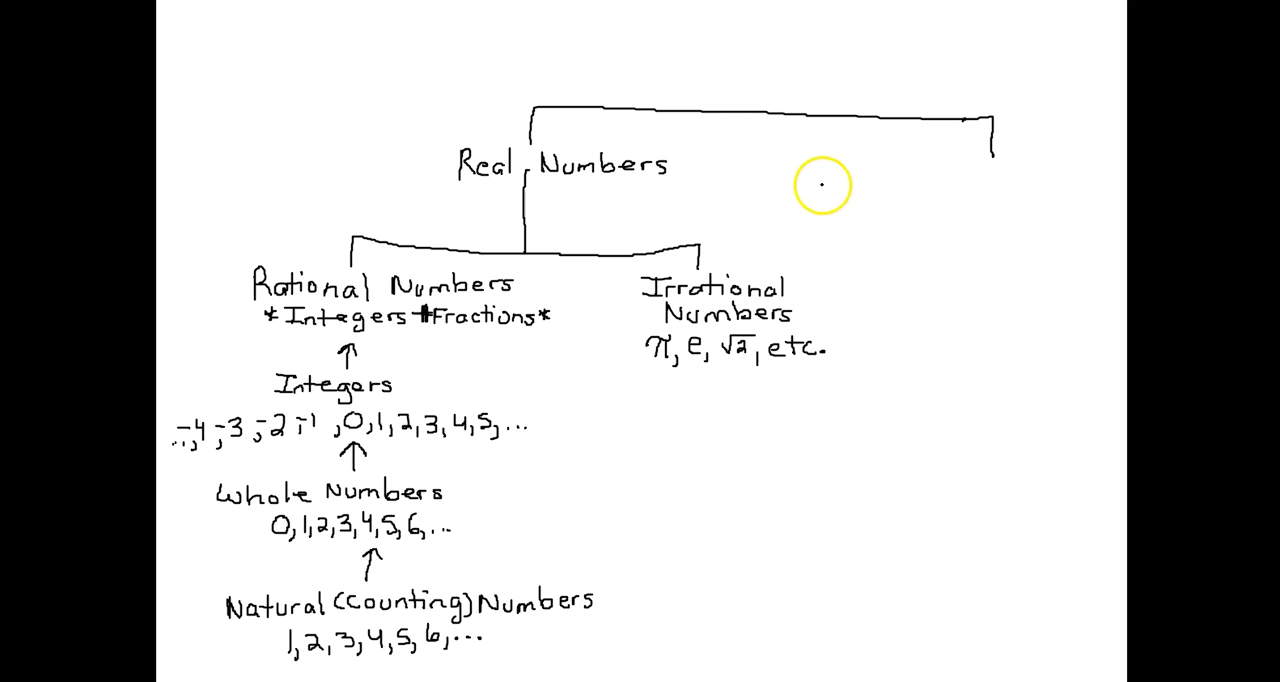 Real Numbers
Rational Numbers
*Integers + Fractions*
Irrational
Numbers
π, e, √2, etc.
Integers
..., -4, -3, -2, -1, 0, 1, 2, 3, 4, 5, ...
Whole Numbers
0, 1, 2, 3, 4, 5, 6, ...
Natural (Counting) Numbers
1, 2, 3, 4, 5, 6, ...